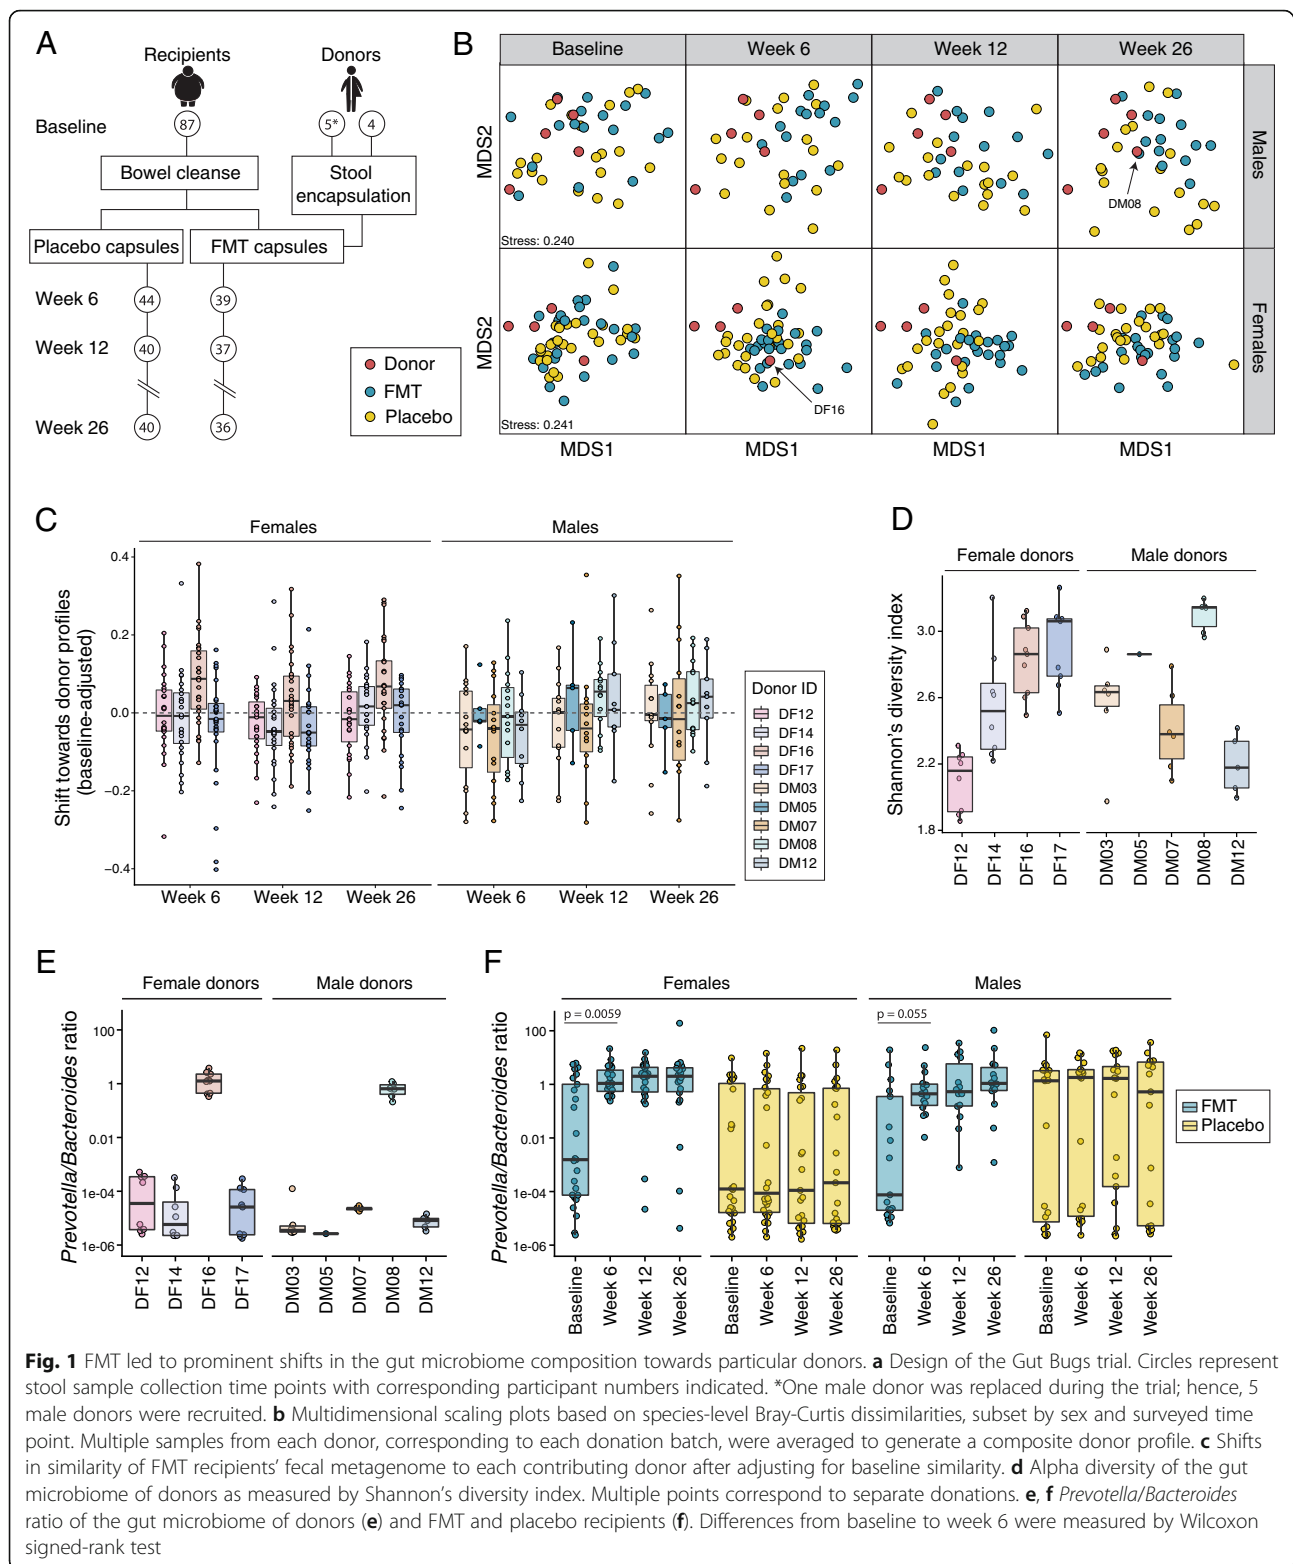 A
Recipients
Donors
Baseline
87
5*
4
Bowel cleanse
Stool
encapsulation
Placebo capsules
FMT capsules
Week 6
44
39
Week 12
40
37
Week 26
40
36
Donor
FMT
Placebo
B
Baseline
Week 6
Week 12
Week 26
MDS2
Males
DM08
Stress: 0.240
MDS2
Females
DF16
Stress: 0.241
MDS1
MDS1
MDS1
MDS1
C
Females
Males
Shift towards donor profiles
(baseline-adjusted)
0.4
0.2
0.0
−0.2
−0.4
Week 6
Week 12
Week 26
Week 6
Week 12
Week 26
Donor ID
DF12
DF14
DF16
DF17
DM03
DM05
DM07
DM08
DM12
D
Female donors
Male donors
Shannon's diversity index
3.0
2.6
2.2
1.8
DF12
DF14
DF16
DF17
DM03
DM05
DM07
DM08
DM12
E
Female donors
Male donors
Prevotella/Bacteroides ratio
100
1
0.01
1e-04
1e-06
DF12
DF14
DF16
DF17
DM03
DM05
DM07
DM08
DM12
F
Females
Males
Prevotella/Bacteroides ratio
p = 0.0059
p = 0.055
100
1
0.01
1e-04
1e-06
Baseline
Week 6
Week 12
Week 26
Baseline
Week 6
Week 12
Week 26
Baseline
Week 6
Week 12
Week 26
Baseline
Week 6
Week 12
Week 26
FMT
Placebo
Fig. 1 FMT led to prominent shifts in the gut microbiome composition towards particular donors. a Design of the Gut Bugs trial. Circles represent
stool sample collection time points with corresponding participant numbers indicated. *One male donor was replaced during the trial; hence, 5
male donors were recruited. b Multidimensional scaling plots based on species-level Bray-Curtis dissimilarities, subset by sex and surveyed time
point. Multiple samples from each donor, corresponding to each donation batch, were averaged to generate a composite donor profile. c Shifts
in similarity of FMT recipients' fecal metagenome to each contributing donor after adjusting for baseline similarity. d Alpha diversity of the gut
microbiome of donors as measured by Shannon's diversity index. Multiple points correspond to separate donations. e, f Prevotella/Bacteroides
ratio of the gut microbiome of donors (e) and FMT and placebo recipients (f). Differences from baseline to week 6 were measured by Wilcoxon
signed-rank test